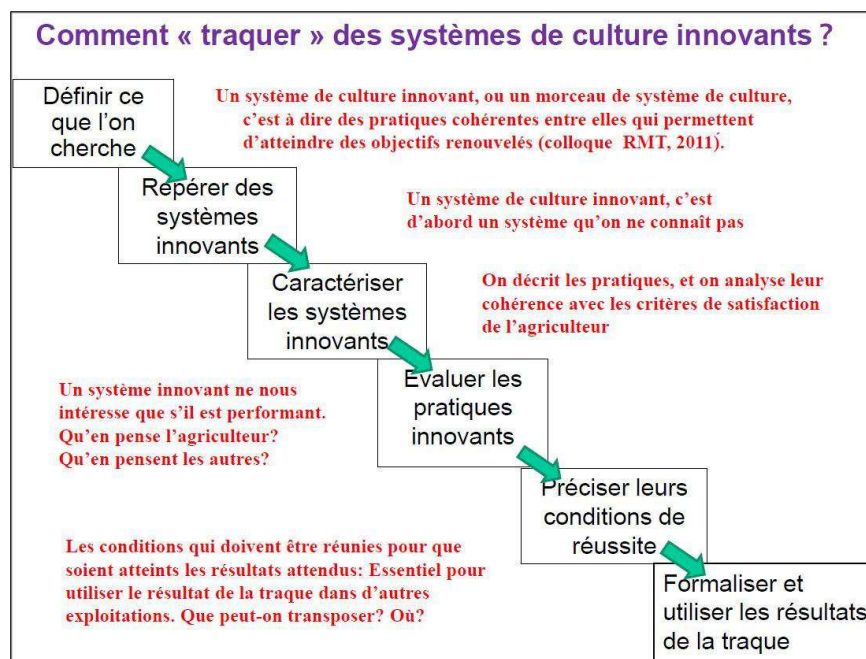 Comment « traquer » des systèmes de culture innovants ?
Définir ce
que l'on
cherche
Un système de culture innovant, ou un morceau de système de culture,
c'est à dire des pratiques cohérentes entre elles qui permettent
d'atteindre des objectifs renouvelés (colloque RMT, 2011).
Repérer des
systèmes
innovants
Un système de culture innovant, c'est
d'abord un système qu'on ne connaît pas
Caractériser
les systèmes
innovants
On décrit les pratiques, et on analyse leur
cohérence avec les critères de satisfaction
de l'agriculteur
Evaluer les
pratiques
innovants
Un système innovant ne nous
intéresse que s'il est performant.
Qu'en pense l'agriculteur?
Qu'en pensent les autres?
Préciser leurs
conditions de
réussite
Les conditions qui doivent être réunies pour que
soient atteints les résultats attendus: Essentiel pour
utiliser le résultat de la traque dans d'autres
exploitations. Que peut-on transposer? Où?
Formaliser et
utiliser les résultats
de la traque